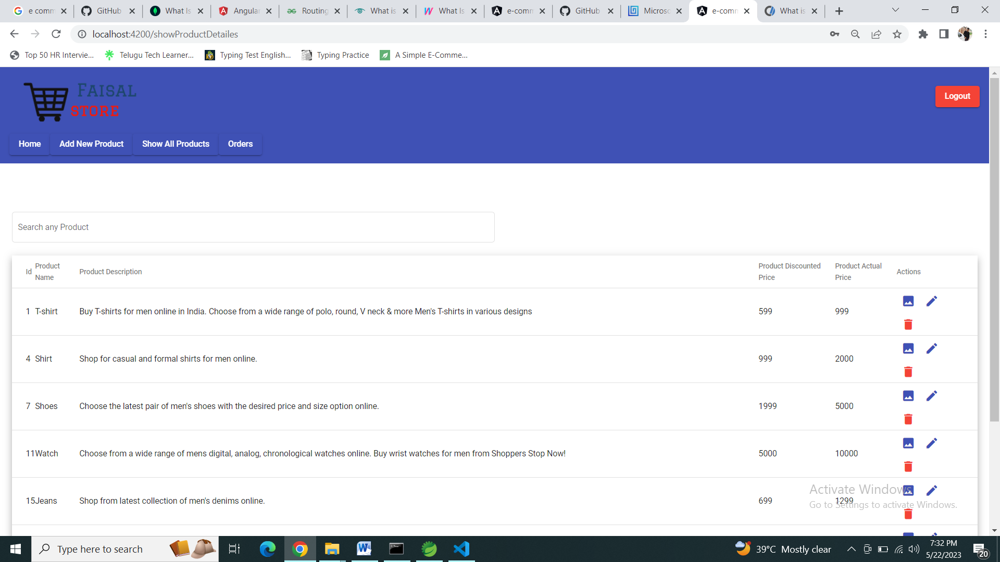 e comm GitHub What Is Angular Routing What is What Is e-comm GitHub Microso e-comm What is
localhost:4200/showProductDetailes
Top 50 HR Intervie... Telugu Tech Learner... Typing Test English... Typing Practice A Simple E-Comme...
FAISAL
STORE
Logout
Home Add New Product Show All Products Orders
Search any Product
Id Product Name Product Description Product Discounted Price Product Actual Price Actions
1 T-shirt Buy T-shirts for men online in India. Choose from a wide range of polo, round, V neck & more Men's T-shirts in various designs 599 999
4 Shirt Shop for casual and formal shirts for men online. 999 2000
7 Shoes Choose the latest pair of men's shoes with the desired price and size option online. 1999 5000
11 Watch Choose from a wide range of mens digital, analog, chronological watches online. Buy wrist watches for men from Shoppers Stop Now! 5000 10000
15 Jeans Shop from latest collection of men's denims online. 699 1299
Activate Windows
Go to Settings to activate Windows.
Type here to search
39°C Mostly clear
7:32 PM
5/22/2023
20